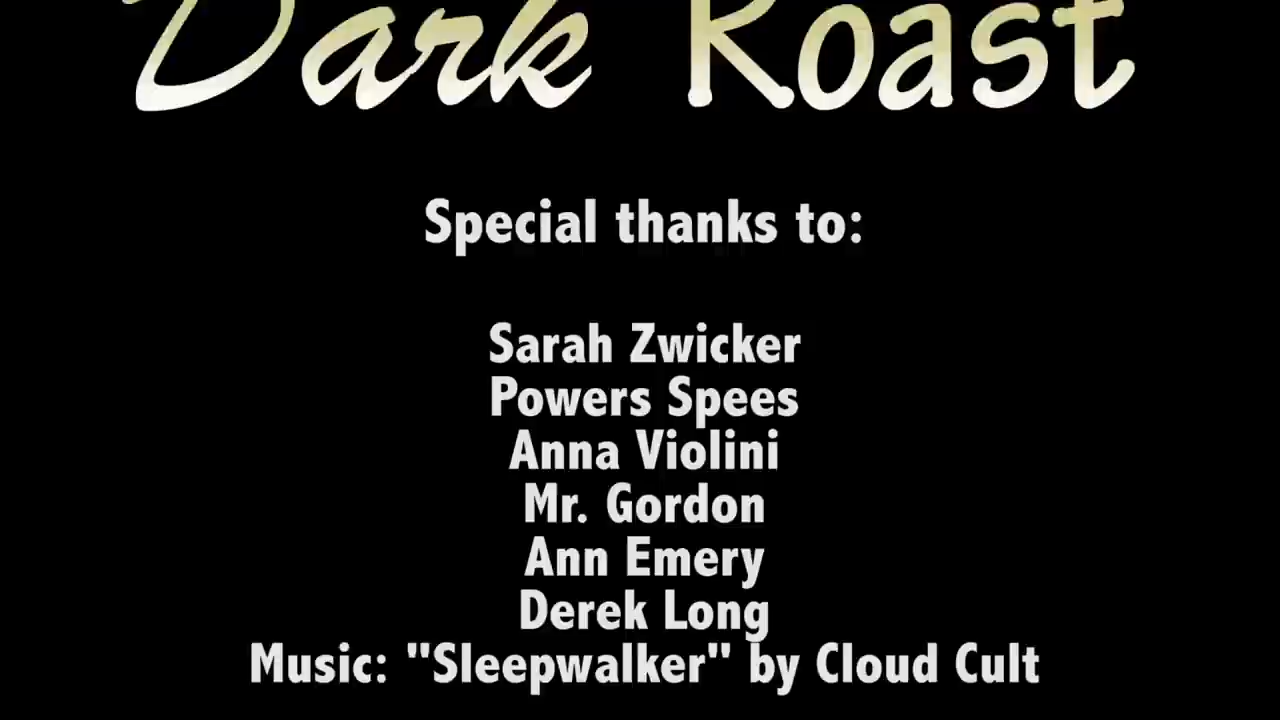 Dark Roast
Special thanks to:
Sarah Zwicker
Powers Spees
Anna Violini
Mr. Gordon
Ann Emery
Derek Long
Music: "Sleepwalker" by Cloud Cult